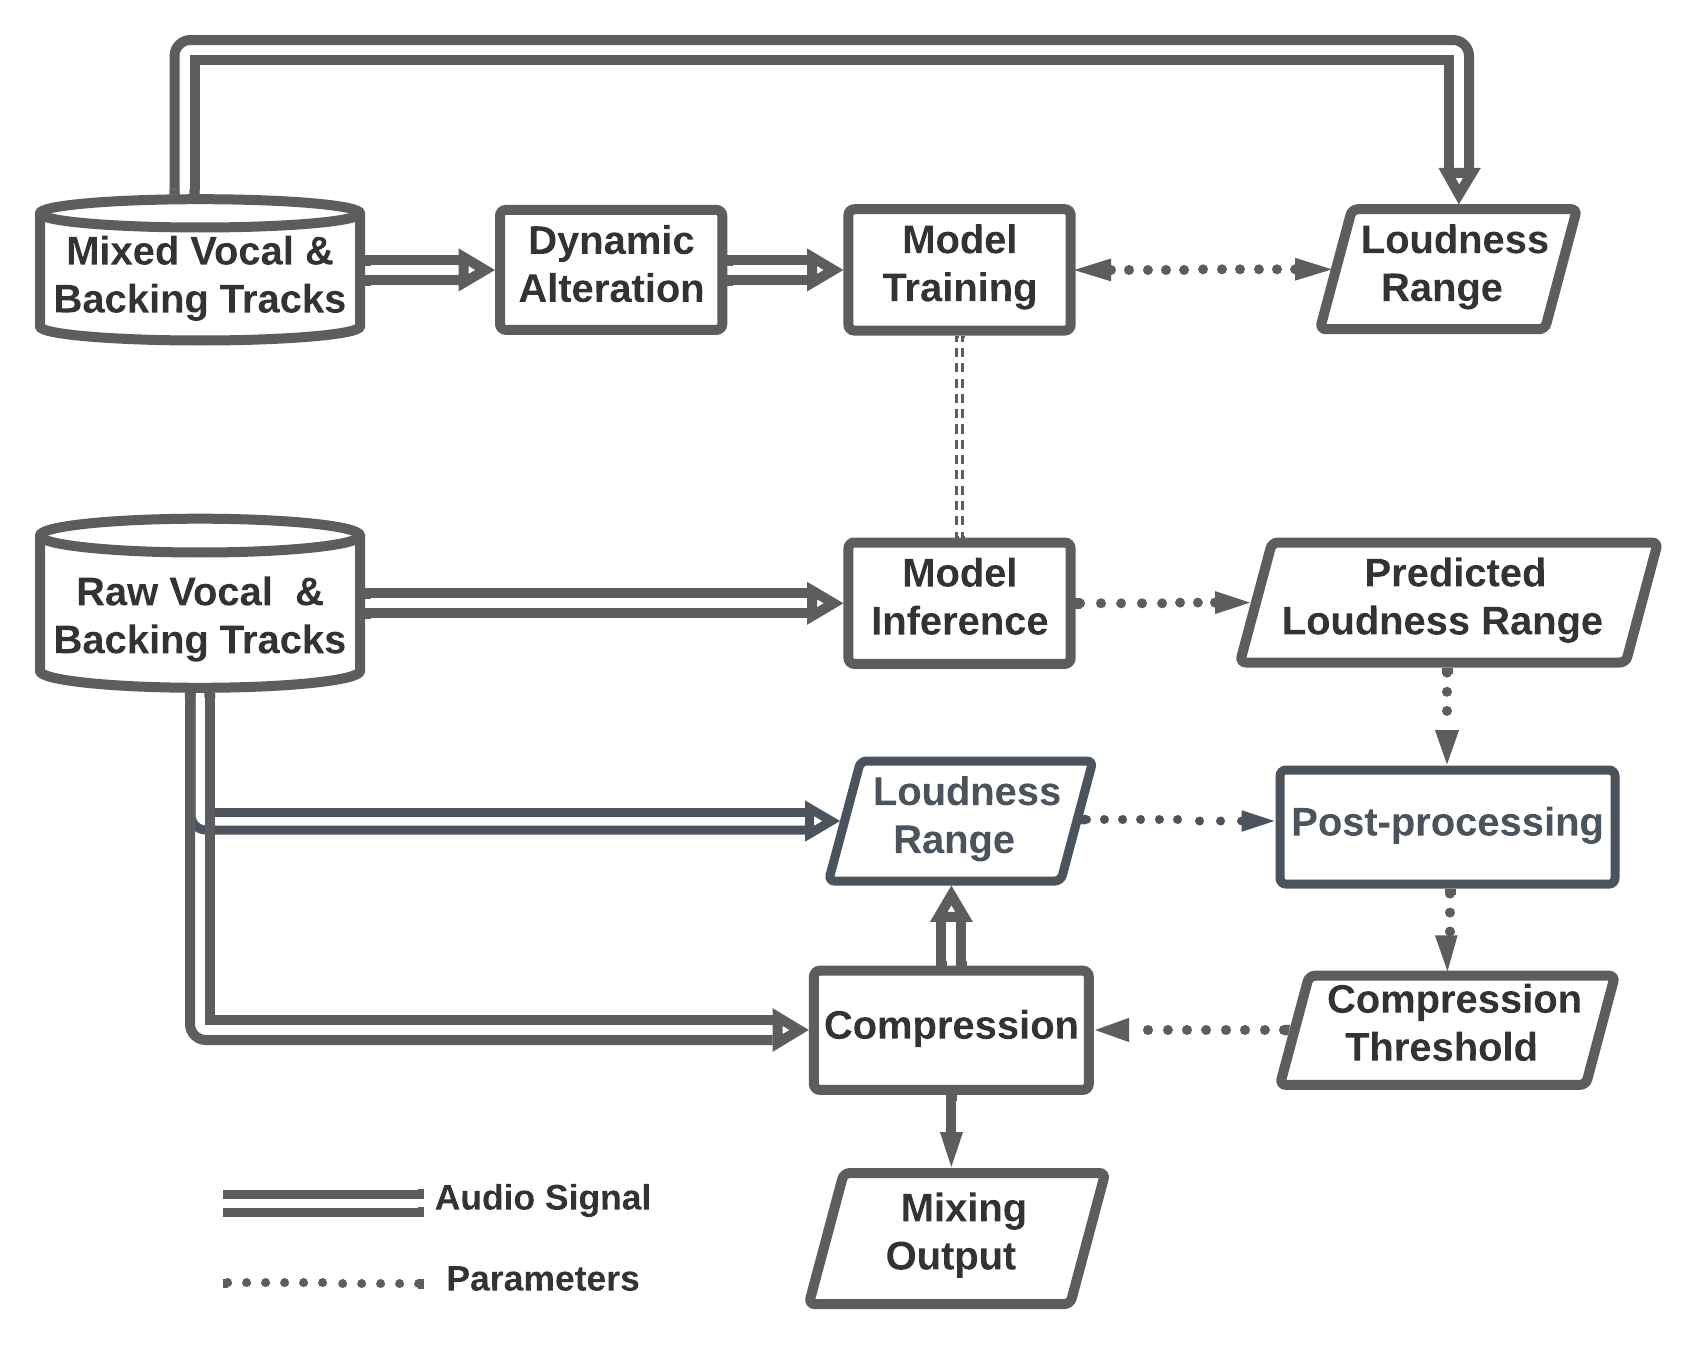 Mixed Vocal &
Backing Tracks
Dynamic
Alteration
Model
Training
Loudness
Range
Raw Vocal  &
Backing Tracks
Model
Inference
Predicted
Loudness Range
Loudness
Range
Post-processing
Compression
Compression
Threshold
Mixing
Output
Audio Signal
Parameters